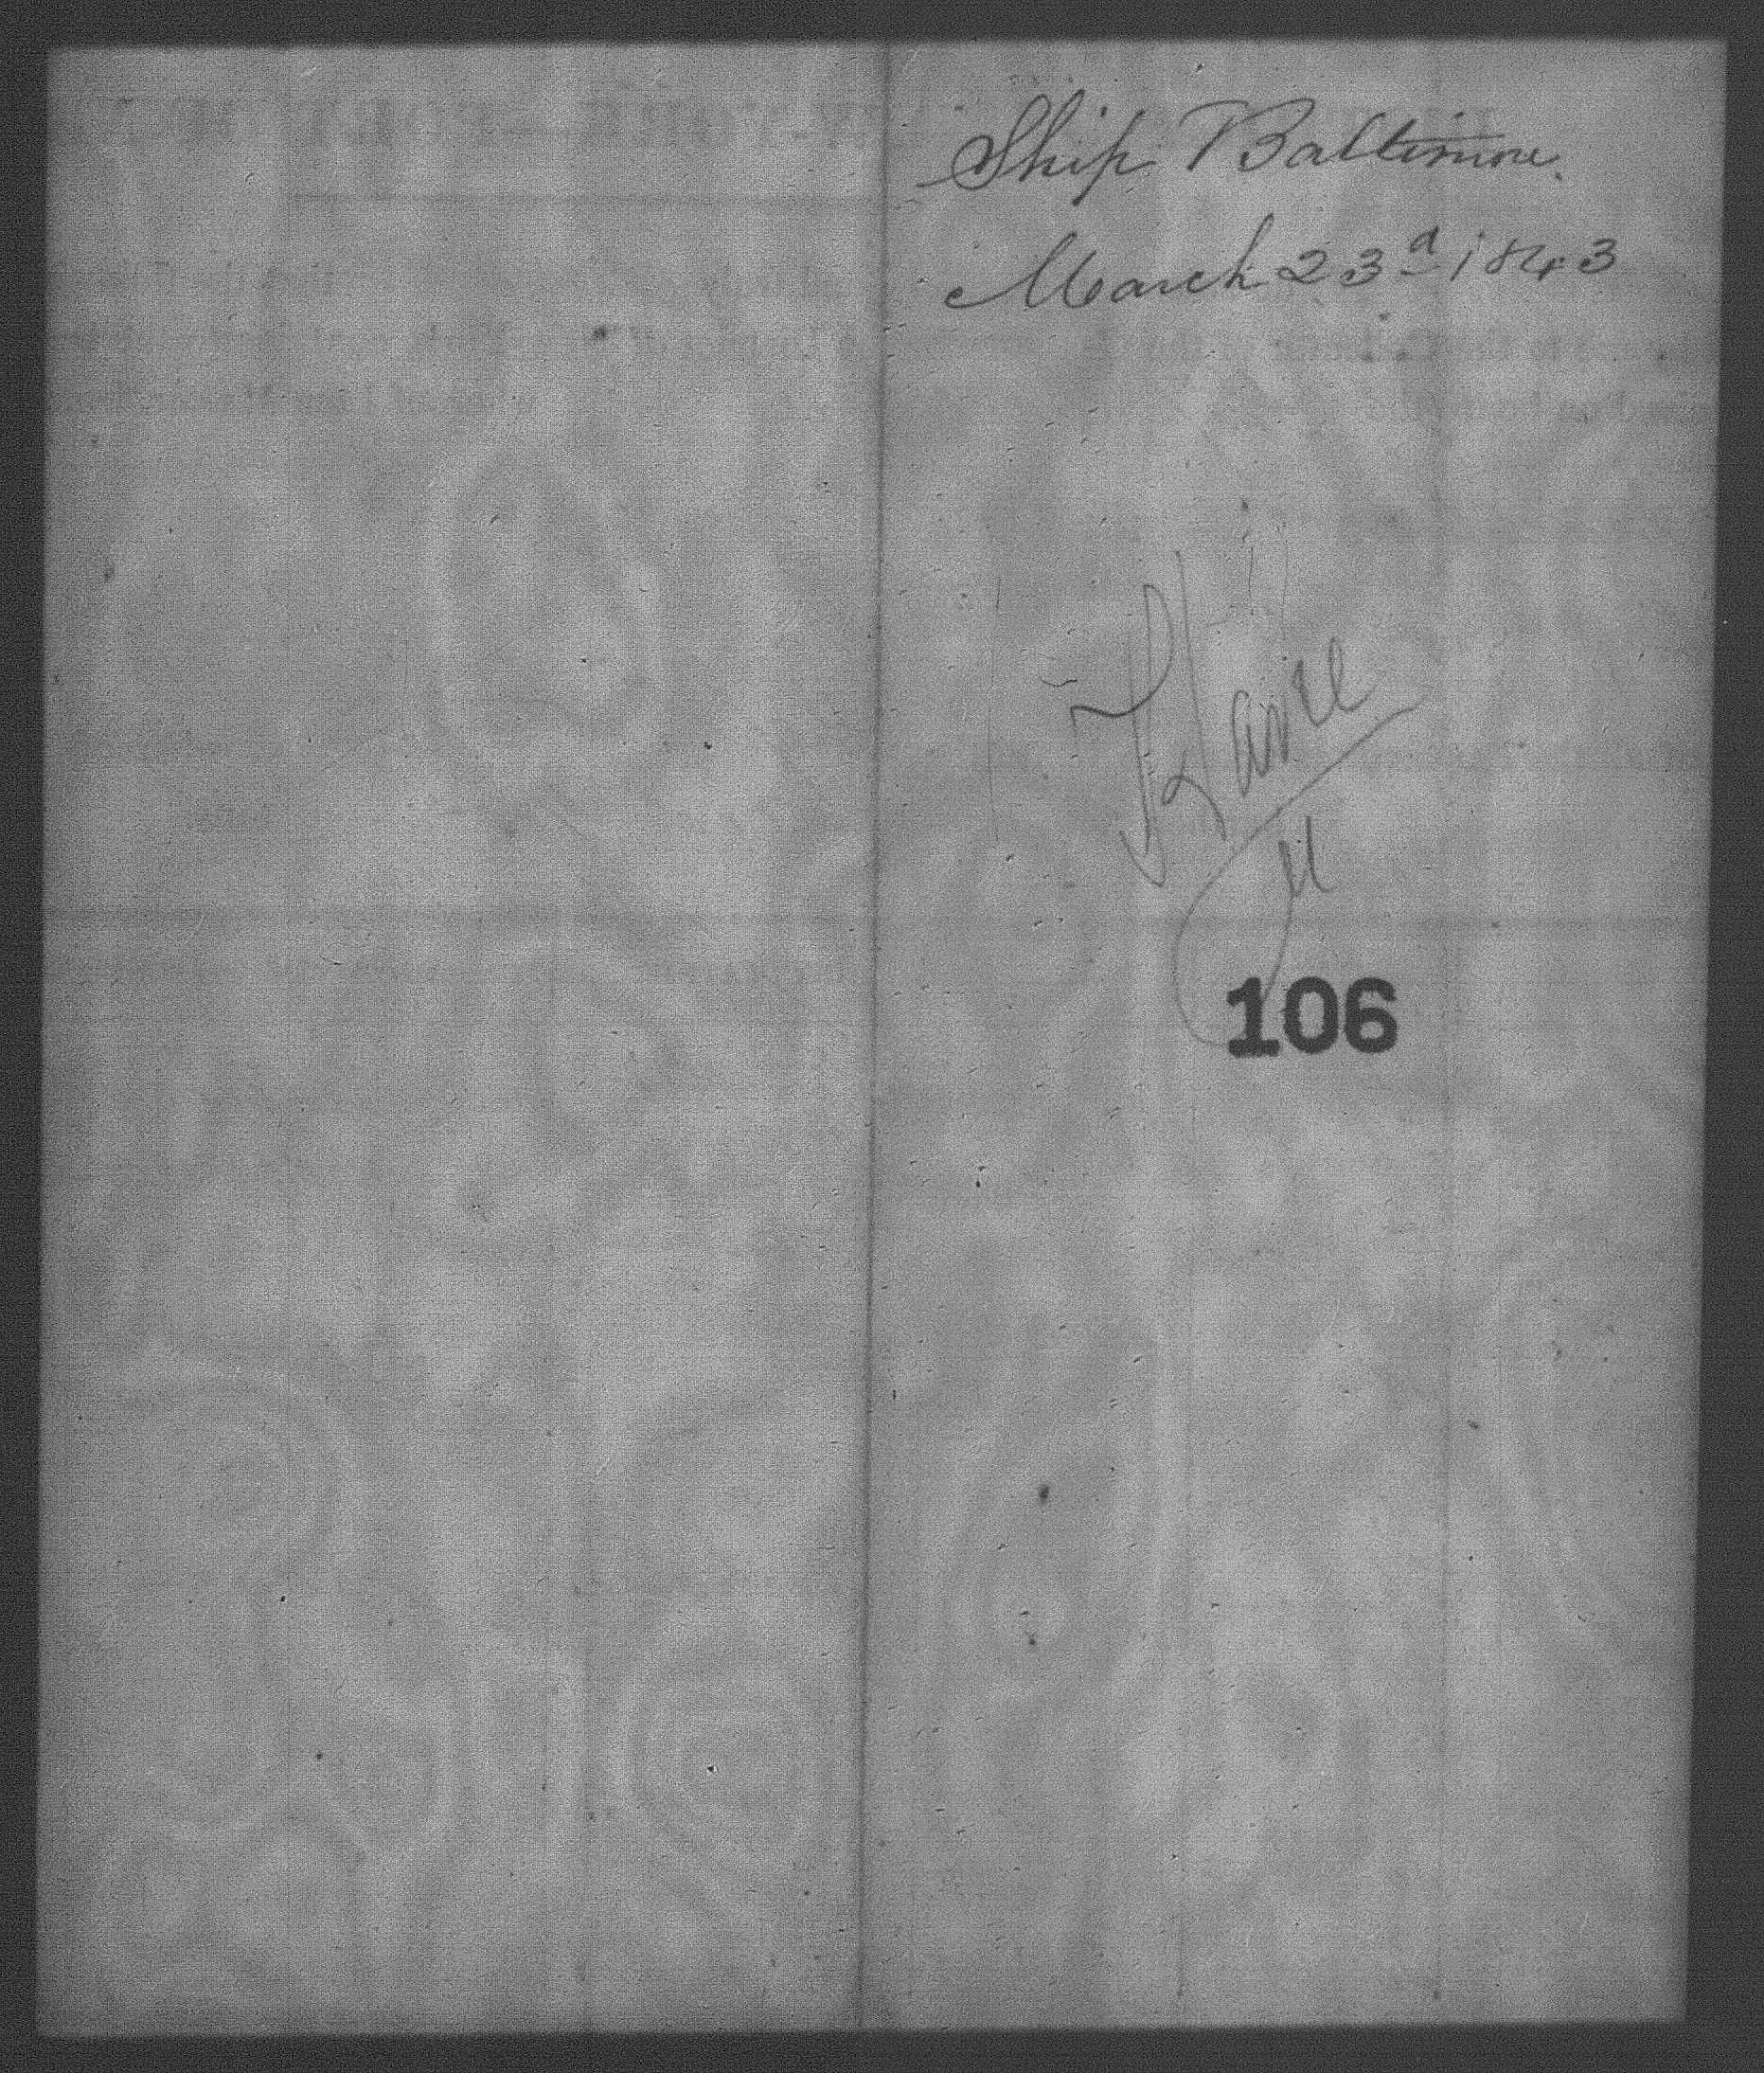 Ship Baltimore.
March 23d 1843
Havre
106